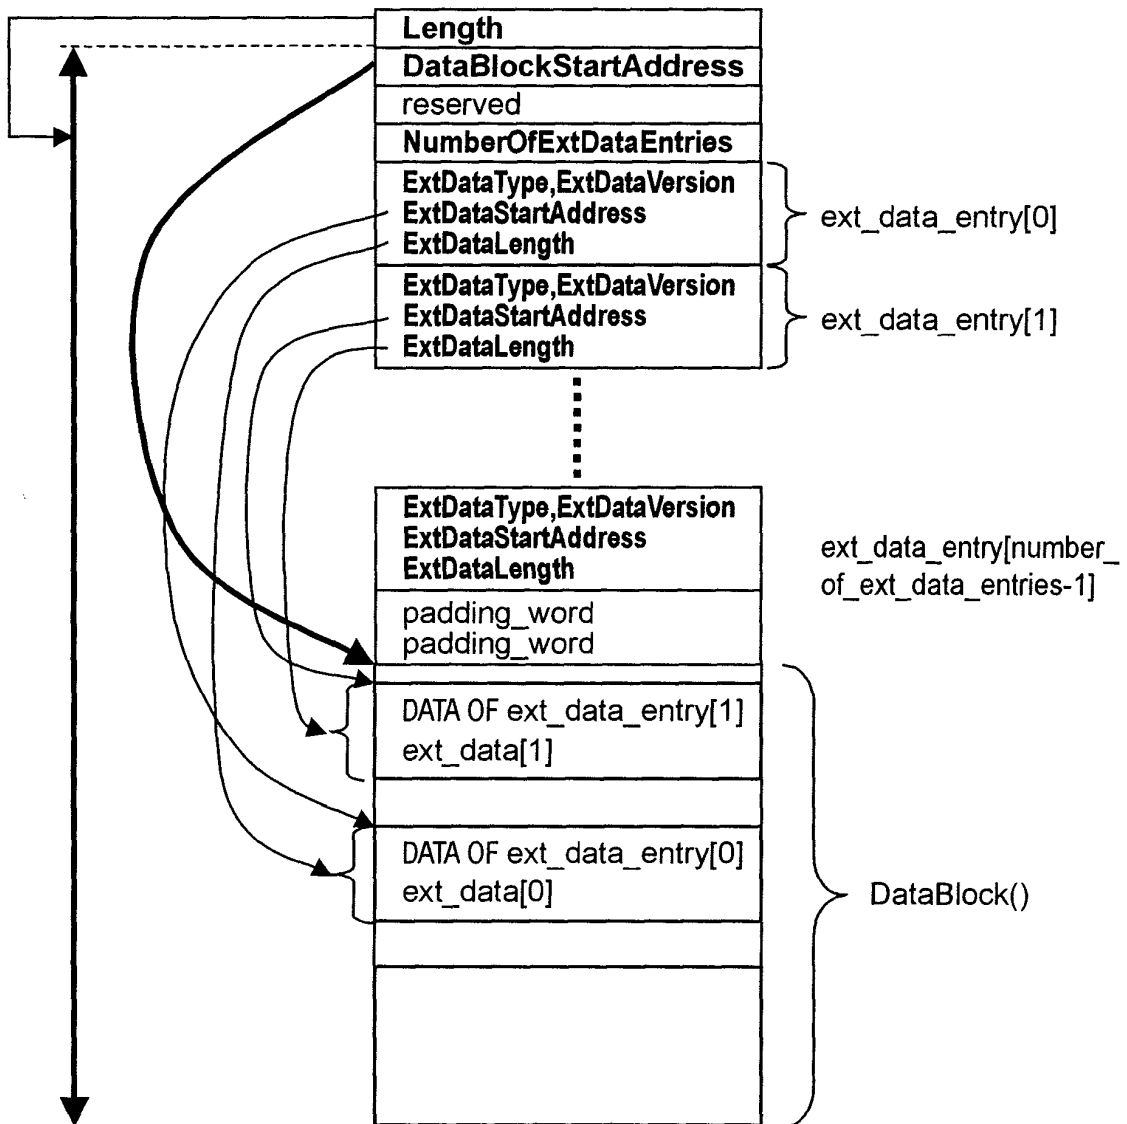 Length
DataBlockStartAddress
reserved
NumberOfExtDataEntries
ExtDataType,ExtDataVersion
ExtDataStartAddress
ExtDataLength
ext_data_entry[0]
ExtDataType,ExtDataVersion
ExtDataStartAddress
ExtDataLength
ext_data_entry[1]
ExtDataType,ExtDataVersion
ExtDataStartAddress
ExtDataLength
ext_data_entry[number_
of_ext_data_entries-1]
padding_word
padding_word
DATA OF ext_data_entry[1]
ext_data[1]
DATA OF ext_data_entry[0]
ext_data[0]
DataBlock()